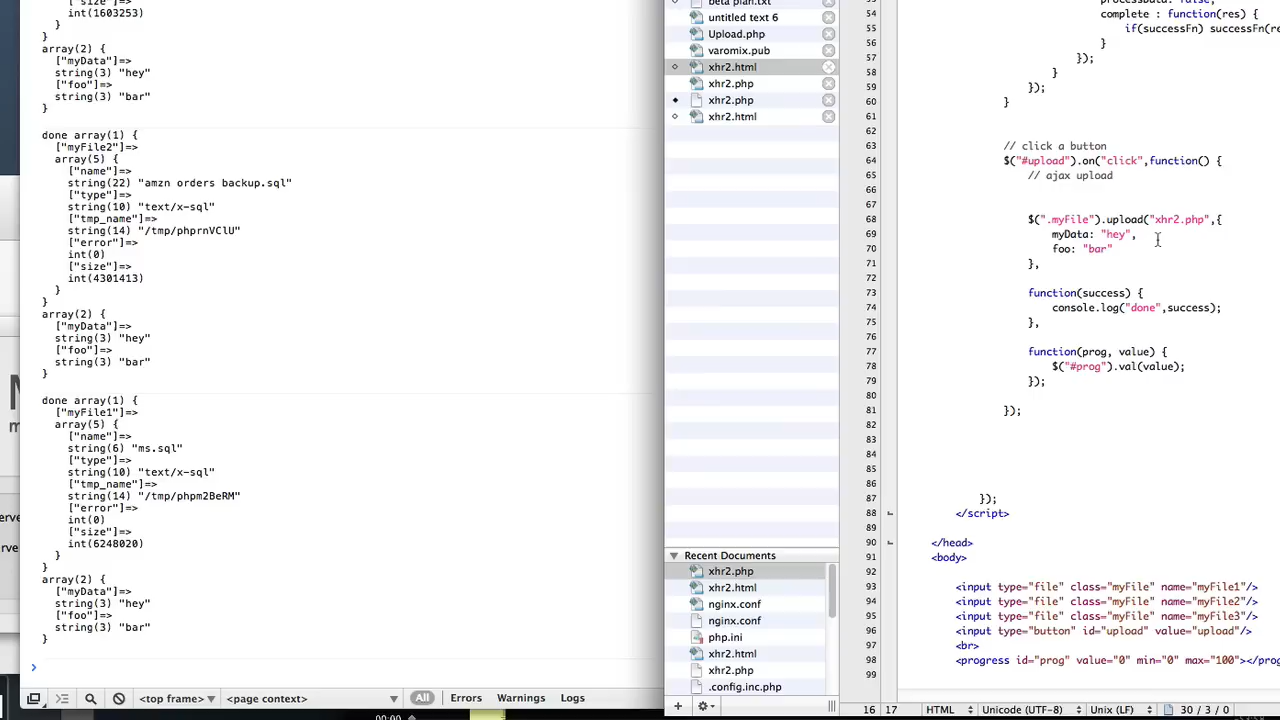 ["size"]=>
int(1603253)
}
}
array(2) {
["myData"]=>
string(3) "hey"
["foo"]=>
string(3) "bar"
}
done array(1) {
["myFile2"]=>
array(5) {
["name"]=>
string(22) "amzn orders backup.sql"
["type"]=>
string(10) "text/x-sql"
["tmp_name"]=>
string(14) "/tmp/phprnVClU"
["error"]=>
int(0)
["size"]=>
int(4301413)
}
}
array(2) {
["myData"]=>
string(3) "hey"
["foo"]=>
string(3) "bar"
}
done array(1) {
["myFile1"]=>
array(5) {
["name"]=>
string(6) "ms.sql"
["type"]=>
string(10) "text/x-sql"
["tmp_name"]=>
string(14) "/tmp/phpm2BeRM"
["error"]=>
int(0)
["size"]=>
int(6248020)
}
}
array(2) {
["myData"]=>
string(3) "hey"
["foo"]=>
string(3) "bar"
}
>
<top frame> <page context> All Errors Warnings Logs
beta plan.txt
untitled text 6
Upload.php
varomix.pub
xhr2.html
xhr2.php
xhr2.php
xhr2.html
Recent Documents
xhr2.php
xhr2.html
nginx.conf
nginx.conf
php.ini
xhr2.html
xhr2.php
.config.inc.php
processData: false,
54 complete : function(res) {
55 if(successFn) successFn(re
56 }
57 });
58 }
59 });
60 }
61
62
63 // click a button
64 $("#upload").on("click",function() {
65 // ajax upload
66
67
68 $(".myFile").upload("xhr2.php",{
69 myData: "hey",
70 foo: "bar"
71 },
72
73 function(success) {
74 console.log("done",success);
75 },
76
77 function(prog, value) {
78 $("#prog").val(value);
79 });
80
81 });
82
83
84
85
86
87 });
88 </script>
89
90 </head>
91 <body>
92
93 <input type="file" class="myFile" name="myFile1"/>
94 <input type="file" class="myFile" name="myFile2"/>
95 <input type="file" class="myFile" name="myFile3"/>
96 <input type="button" id="upload" value="upload"/>
97 <br>
98 <progress id="prog" value="0" min="0" max="100"></prog
99
16 17 HTML Unicode (UTF-8) Unix (LF) 30 / 3 / 0